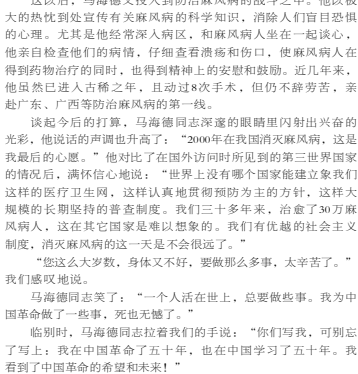 这以后，马海德又投入到防治麻风病的战斗之中。他以极
大的热忱到处宣传有关麻风病的科学知识，消除人们盲目恐惧
的心理。尤其是他经常深入病区，和麻风病人坐在一起谈心，
他亲自检查他们的病情，仔细查看溃疡和伤口，使麻风病人在
得到药物治疗的同时，也得到精神上的安慰和鼓励。近几年来，
他虽然已进入古稀之年，且动过8次手术，但仍不辞劳苦，亲
赴广东、广西等防治麻风病的第一线。
谈起今后的打算，马海德同志深邃的眼睛里闪射出兴奋的
光彩，他说话的声调也升高了：“2000年在我国消灭麻风病，这是
我最后的心愿。”他对比了在国外访问时所见到的第三世界国家
的情况后，满怀信心地说：“世界上没有哪个国家能建立象我们
这样的医疗卫生网，这样认真地贯彻预防为主的方针，这样大
规模的长期坚持的普查制度。我们三十多年来，治愈了30万麻
风病人，这在其它国家是难以想象的。我们有优越的社会主义
制度，消灭麻风病的这一天是不会很远了。”
“您这么大岁数，身体又不好，要做那么多事，太辛苦了。”
我们感叹地说。
马海德同志笑了：“一个人活在世上，总要做些事。我为中
国革命做了一些事，死也无憾了。”
临别时，马海德同志拉着我们的手说：“你们写我，可别忘
了写上：我在中国革命了五十年，也在中国学习了五十年。我
看到了中国革命的希望和未来！”